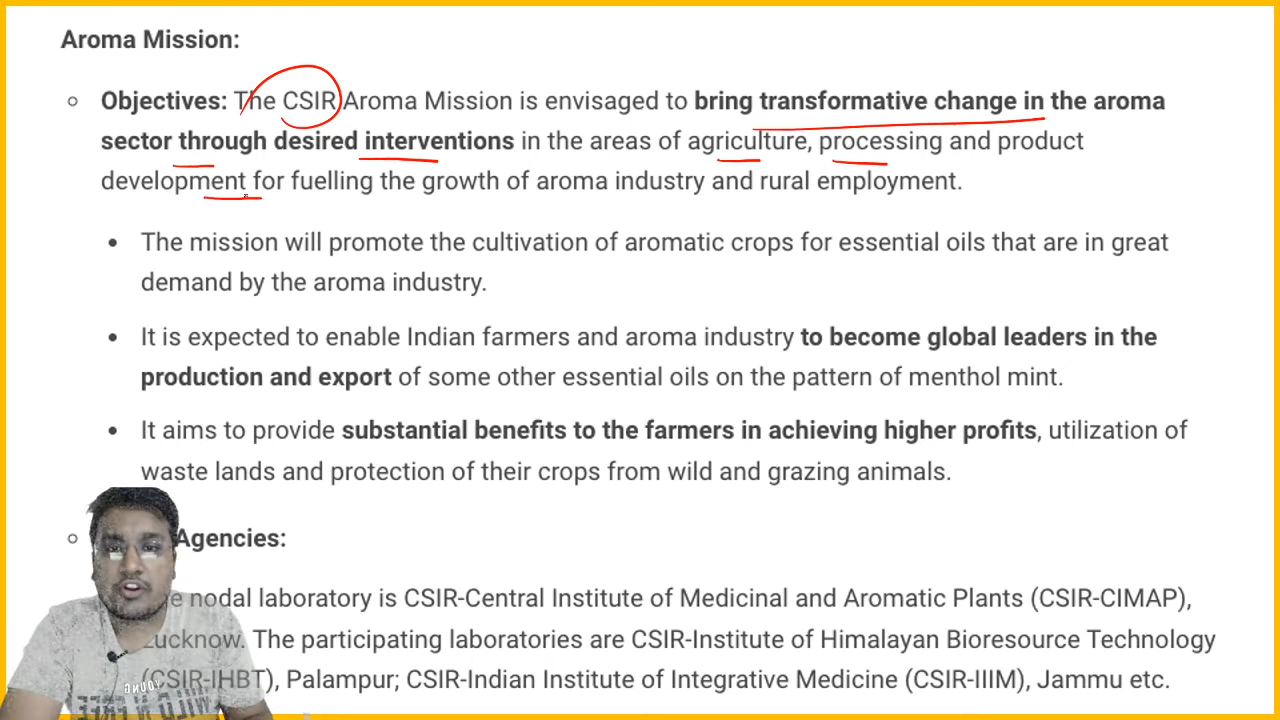 Aroma Mission:
Objectives: The CSIR Aroma Mission is envisaged to bring transformative change in the aroma
sector through desired interventions in the areas of agriculture, processing and product
development for fuelling the growth of aroma industry and rural employment.
The mission will promote the cultivation of aromatic crops for essential oils that are in great
demand by the aroma industry.
It is expected to enable Indian farmers and aroma industry to become global leaders in the
production and export of some other essential oils on the pattern of menthol mint.
It aims to provide substantial benefits to the farmers in achieving higher profits, utilization of
waste lands and protection of their crops from wild and grazing animals.
Agencies:
nodal laboratory is CSIR-Central Institute of Medicinal and Aromatic Plants (CSIR-CIMAP),
Lucknow. The participating laboratories are CSIR-Institute of Himalayan Bioresource Technology
(CSIR-IHBT), Palampur; CSIR-Indian Institute of Integrative Medicine (CSIR-IIIM), Jammu etc.
YOUNG
WILD N FREE